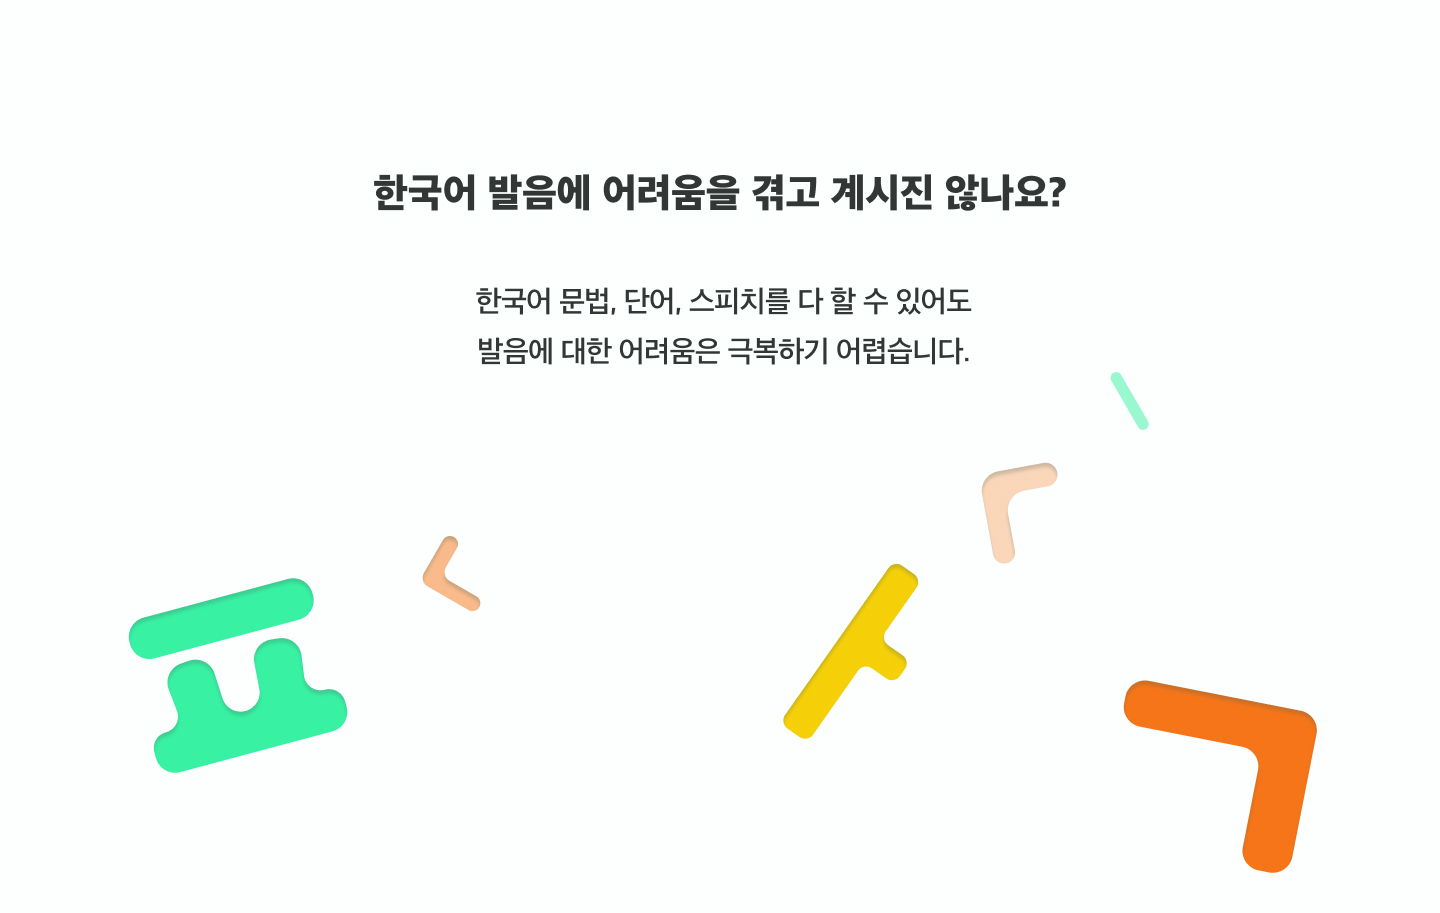 한국어 발음에 어려움을 겪고 계시진 않나요?
한국어 문법, 단어, 스피치를 다 할 수 있어도
발음에 대한 어려움은 극복하기 어렵습니다.